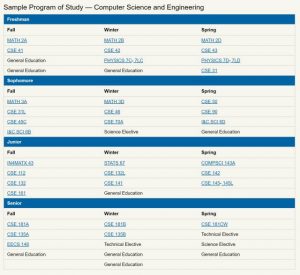 Sample Program of Study — Computer Science and Engineering
Freshman
Fall Winter Spring
MATH 2A MATH 2B MATH 2D
CSE 41 CSE 42 CSE 43
General Education PHYSICS 7C- 7LC PHYSICS 7D- 7LD
General Education General Education CSE 31
Sophomore
Fall Winter Spring
MATH 3A MATH 3D CSE 50
CSE 31L CSE 46 CSE 90
CSE 45C CSE 70A I&C SCI 6D
I&C SCI 6B Science Elective General Education
Junior
Fall Winter Spring
IN4MATX 43 STATS 67 COMPSCI 143A
CSE 112 CSE 132L CSE 142
CSE 132 CSE 141 CSE 145- 145L
CSE 161 General Education
Senior
Fall Winter Spring
CSE 181A CSE 181B CSE 181CW
CSE 135A CSE 135B Technical Elective
EECS 148 Technical Elective Science Elective
General Education General Education General Education
General Education